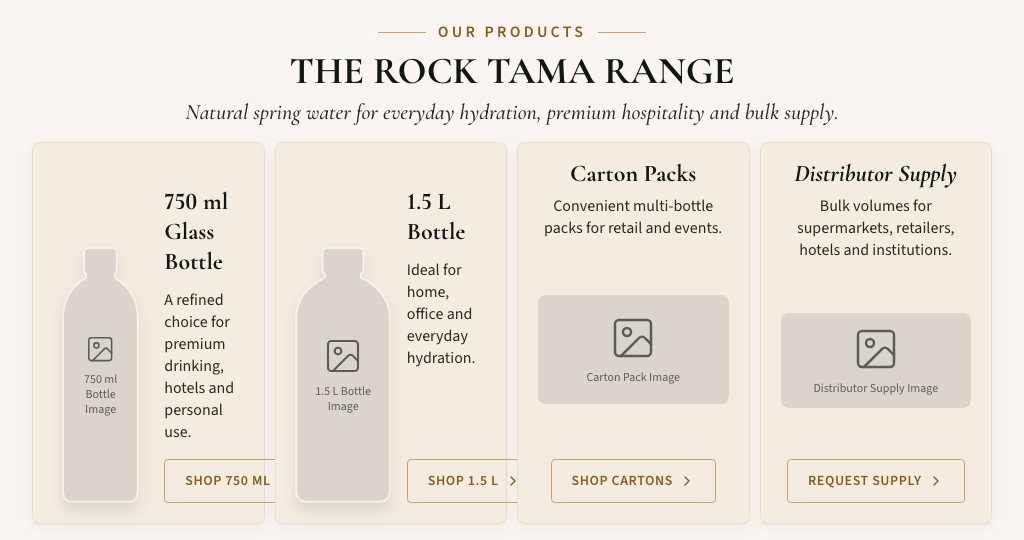 OUR PRODUCTS
THE ROCK TAMA RANGE
Natural spring water for everyday hydration, premium hospitality and bulk supply.
750 ml
Glass
Bottle
A refined
choice for
premium
drinking,
hotels and
personal
use.
750 ml
Bottle
Image
SHOP 750 ML
1.5 L
Bottle
Ideal for
home,
office and
everyday
hydration.
1.5 L Bottle
Image
SHOP 1.5 L
Carton Packs
Convenient multi-bottle
packs for retail and events.
Carton Pack Image
SHOP CARTONS
Distributor Supply
Bulk volumes for
supermarkets, retailers,
hotels and institutions.
Distributor Supply Image
REQUEST SUPPLY